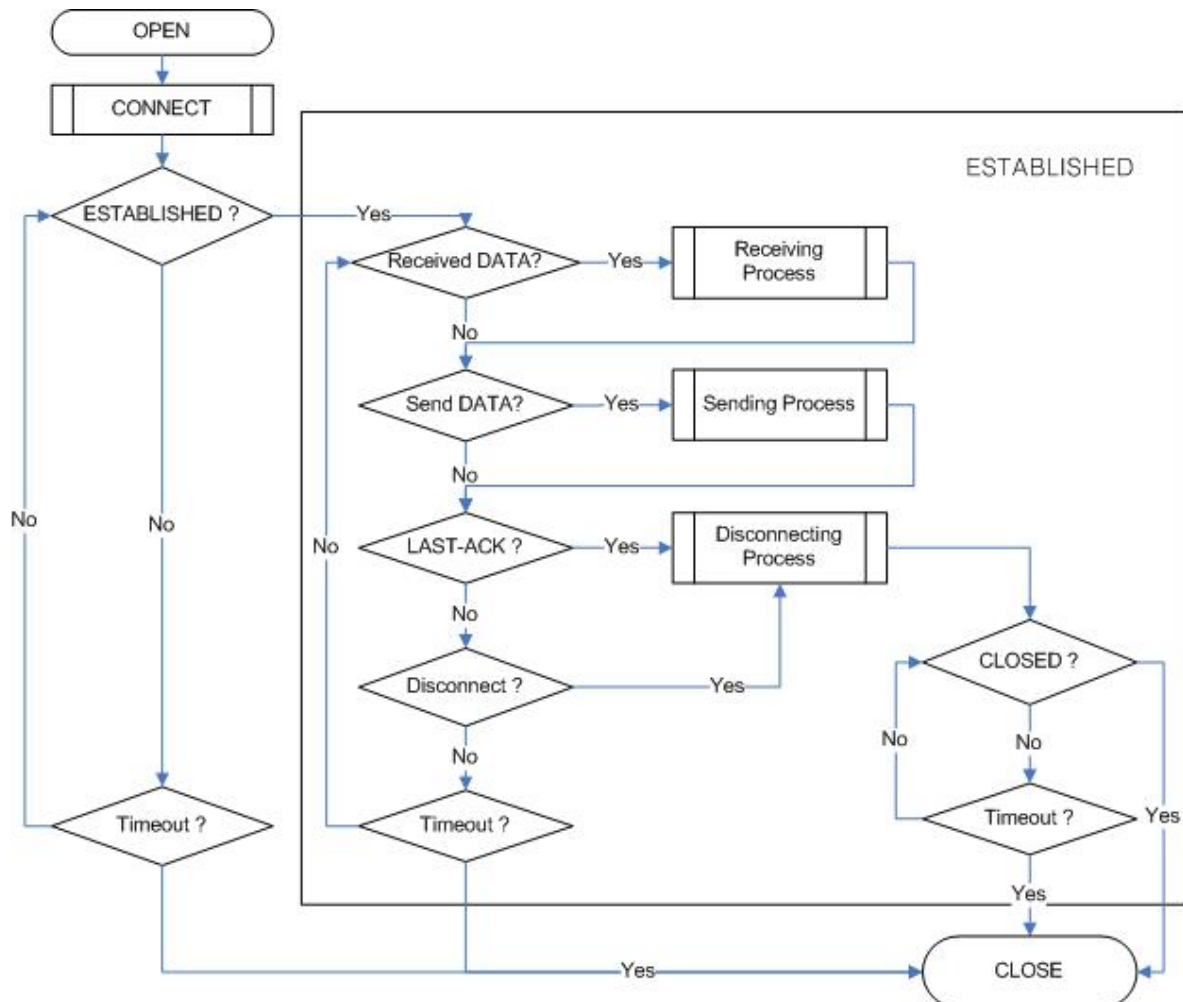 OPEN
CONNECT
ESTABLISHED
ESTABLISHED ?
Yes
Received DATA?
Yes
Receiving
Process
No
Send DATA?
Yes
Sending Process
No
No
No
No
LAST-ACK ?
Yes
Disconnecting
Process
No
CLOSED ?
Disconnect ?
Yes
No
No
No
Timeout ?
Timeout ?
Timeout ?
Yes
Yes
Yes
CLOSE